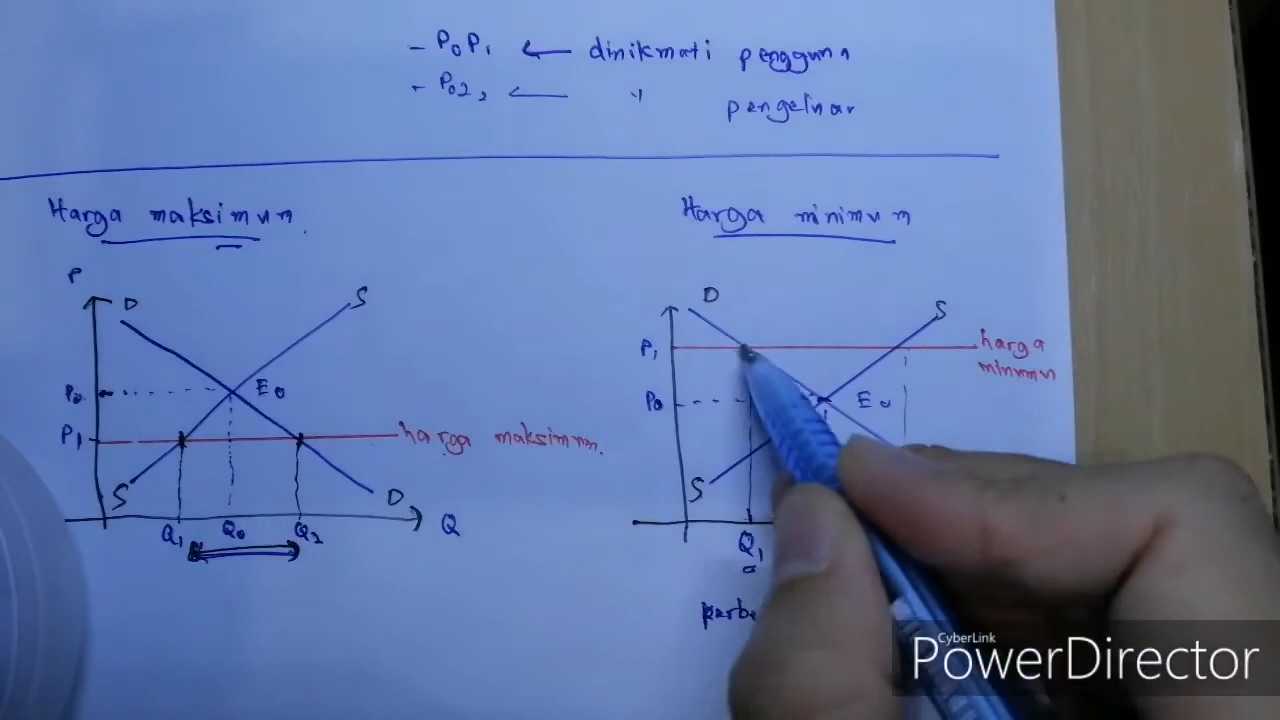 - P₀P₁ ← dinikmati pengguna
- P₀2₂ ← " pengeluar
Harga maksimum.
Harga minimum
P
D
S
P₀
E₀
P₁
harga maksimum.
S
D
Q₁
Q₀
Q₂
Q
D
S
P₁
harga
minimum
P₀
E₀
S
Q₁
CyberLink
PowerDirector